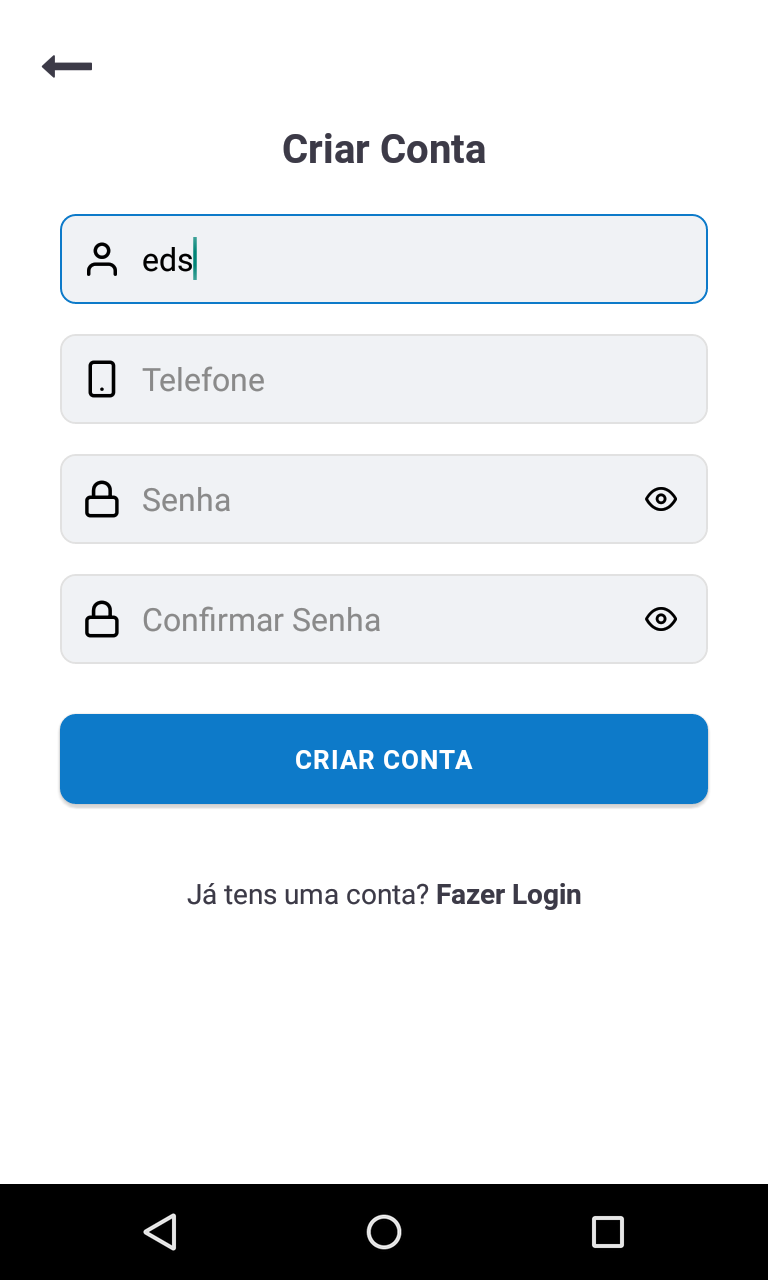 Criar Conta
eds
Telefone
Senha
Confirmar Senha
CRIAR CONTA
Já tens uma conta? Fazer Login